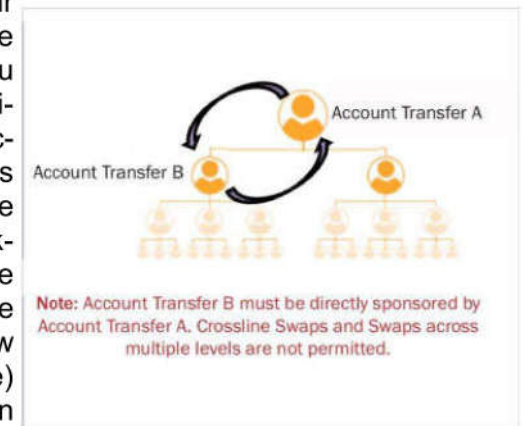 Account Transfer A
Account Transfer B
Note: Account Transfer B must be directly sponsored by
Account Transfer A. Crossline Swaps and Swaps across
multiple levels are not permitted.